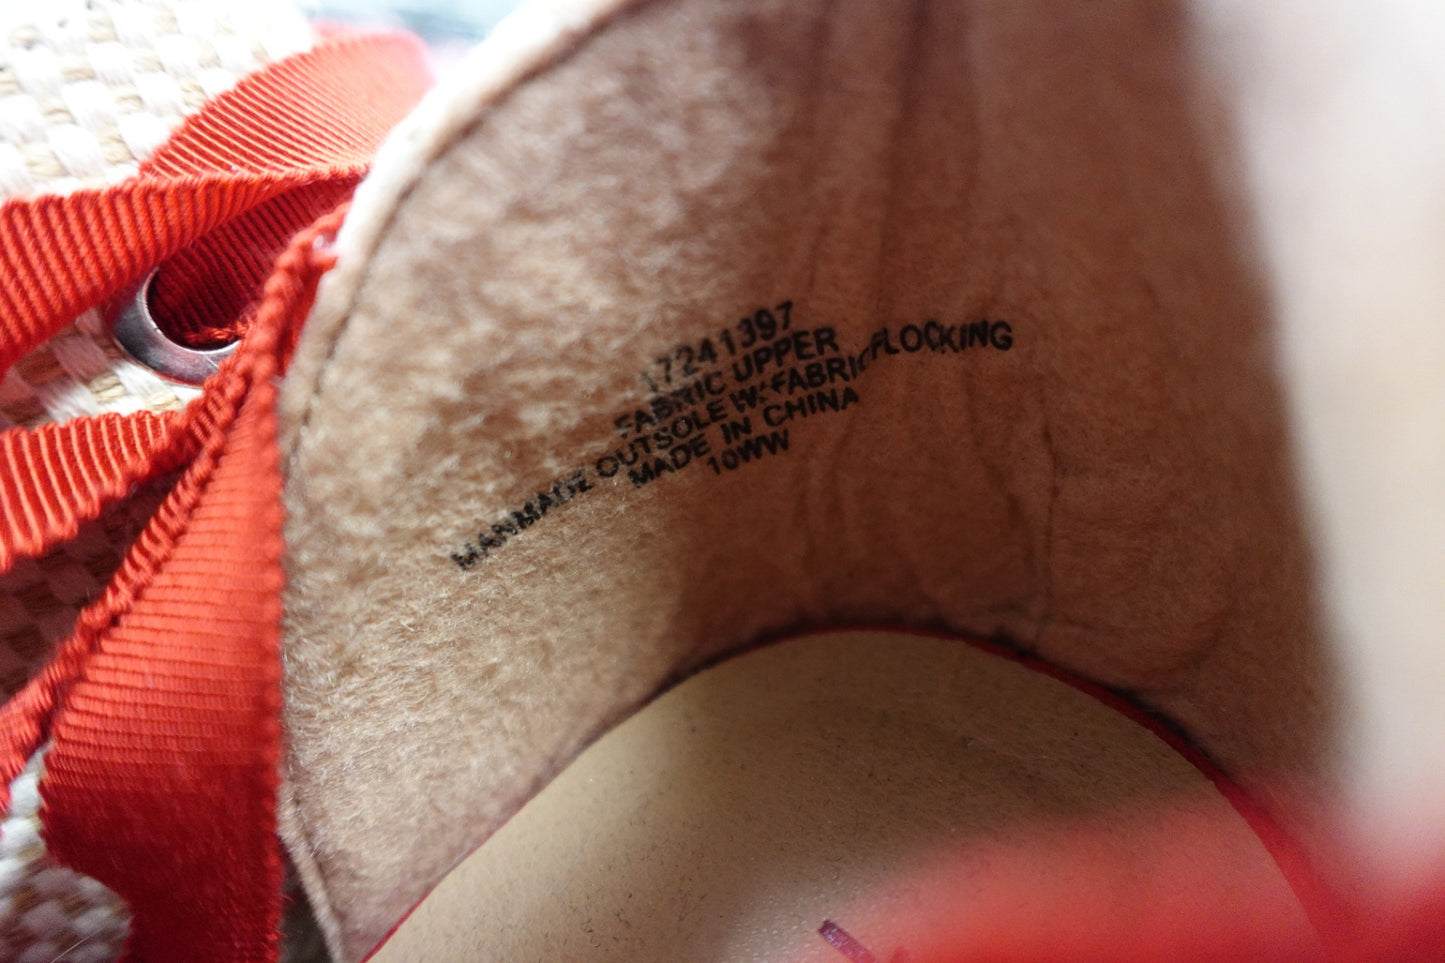 17241397
FABRIC UPPER
MANMADE OUTSOLE W/FABRIC FLOCKING
MADE IN CHINA
10WW